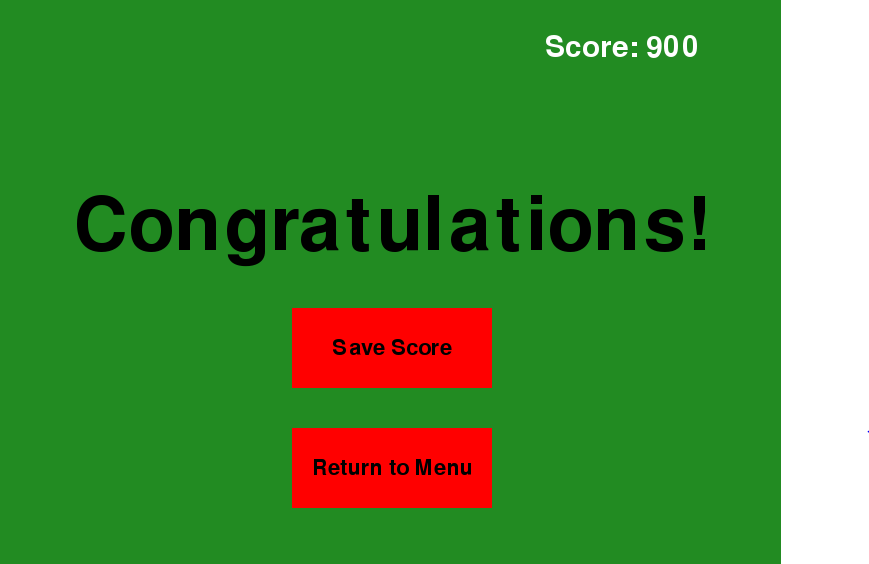 Score: 900
Congratulations!
Save Score
Return to Menu